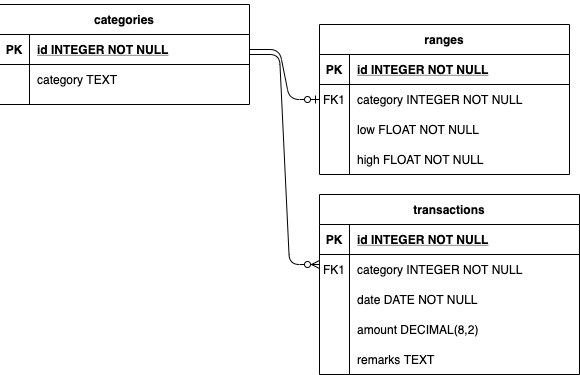 categories
PK id INTEGER NOT NULL
category TEXT
ranges
PK id INTEGER NOT NULL
FK1 category INTEGER NOT NULL
low FLOAT NOT NULL
high FLOAT NOT NULL
transactions
PK id INTEGER NOT NULL
FK1 category INTEGER NOT NULL
date DATE NOT NULL
amount DECIMAL(8,2)
remarks TEXT